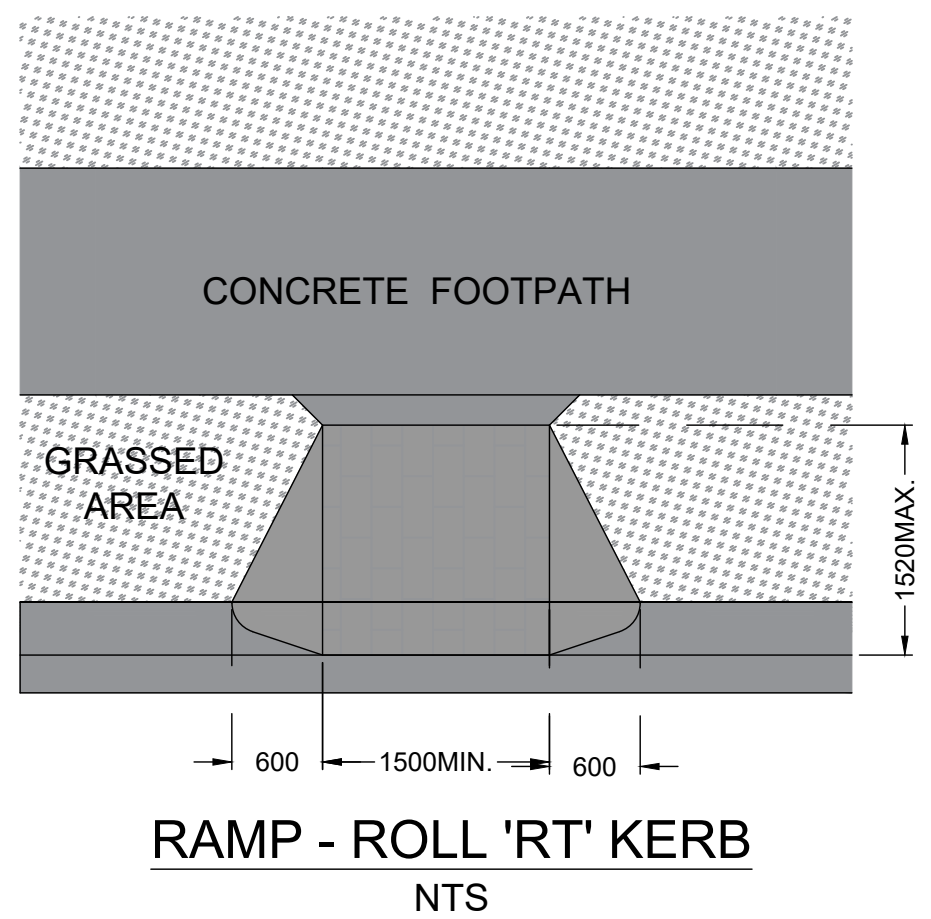 CONCRETE FOOTPATH
GRASSED
AREA
1520MAX.
600
1500MIN.
600
RAMP - ROLL 'RT' KERB
NTS